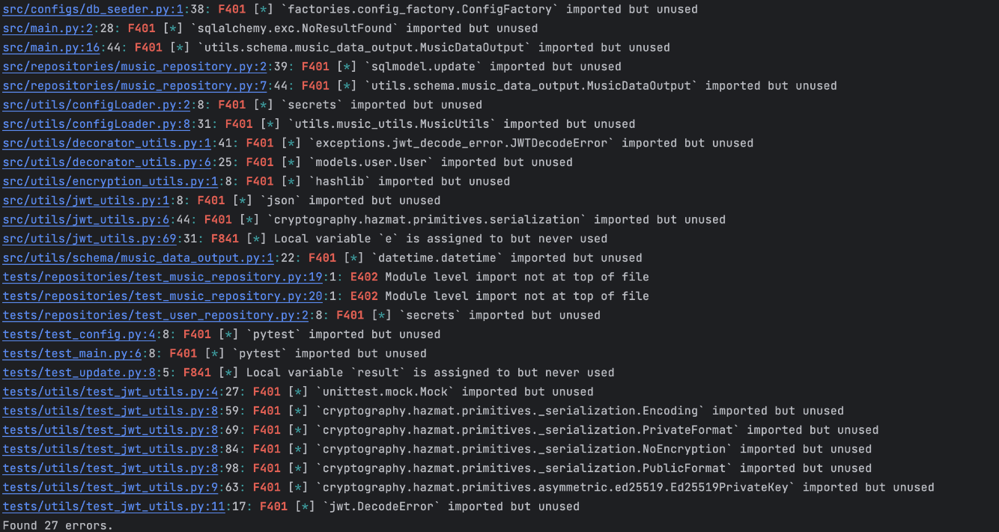 src/configs/db_seeder.py:1:38: F401 [*] `factories.config_factory.ConfigFactory` imported but unused
src/main.py:2:28: F401 [*] `sqlalchemy.exc.NoResultFound` imported but unused
src/main.py:16:44: F401 [*] `utils.schema.music_data_output.MusicDataOutput` imported but unused
src/repositories/music_repository.py:2:39: F401 [*] `sqlmodel.update` imported but unused
src/repositories/music_repository.py:7:44: F401 [*] `utils.schema.music_data_output.MusicDataOutput` imported but unused
src/utils/configLoader.py:2:8: F401 [*] `secrets` imported but unused
src/utils/configLoader.py:8:31: F401 [*] `utils.music_utils.MusicUtils` imported but unused
src/utils/decorator_utils.py:1:41: F401 [*] `exceptions.jwt_decode_error.JWTDecodeError` imported but unused
src/utils/decorator_utils.py:6:25: F401 [*] `models.user.User` imported but unused
src/utils/encryption_utils.py:1:8: F401 [*] `hashlib` imported but unused
src/utils/jwt_utils.py:1:8: F401 [*] `json` imported but unused
src/utils/jwt_utils.py:6:44: F401 [*] `cryptography.hazmat.primitives.serialization` imported but unused
src/utils/jwt_utils.py:69:31: F841 [*] Local variable `e` is assigned to but never used
src/utils/schema/music_data_output.py:1:22: F401 [*] `datetime.datetime` imported but unused
tests/repositories/test_music_repository.py:19:1: E402 Module level import not at top of file
tests/repositories/test_music_repository.py:20:1: E402 Module level import not at top of file
tests/repositories/test_user_repository.py:2:8: F401 [*] `secrets` imported but unused
tests/test_config.py:4:8: F401 [*] `pytest` imported but unused
tests/test_main.py:6:8: F401 [*] `pytest` imported but unused
tests/test_update.py:8:5: F841 [*] Local variable `result` is assigned to but never used
tests/utils/test_jwt_utils.py:4:27: F401 [*] `unittest.mock.Mock` imported but unused
tests/utils/test_jwt_utils.py:8:59: F401 [*] `cryptography.hazmat.primitives._serialization.Encoding` imported but unused
tests/utils/test_jwt_utils.py:8:69: F401 [*] `cryptography.hazmat.primitives._serialization.PrivateFormat` imported but unused
tests/utils/test_jwt_utils.py:8:84: F401 [*] `cryptography.hazmat.primitives._serialization.NoEncryption` imported but unused
tests/utils/test_jwt_utils.py:8:98: F401 [*] `cryptography.hazmat.primitives._serialization.PublicFormat` imported but unused
tests/utils/test_jwt_utils.py:9:63: F401 [*] `cryptography.hazmat.primitives.asymmetric.ed25519.Ed25519PrivateKey` imported but unused
tests/utils/test_jwt_utils.py:11:17: F401 [*] `jwt.DecodeError` imported but unused
Found 27 errors.